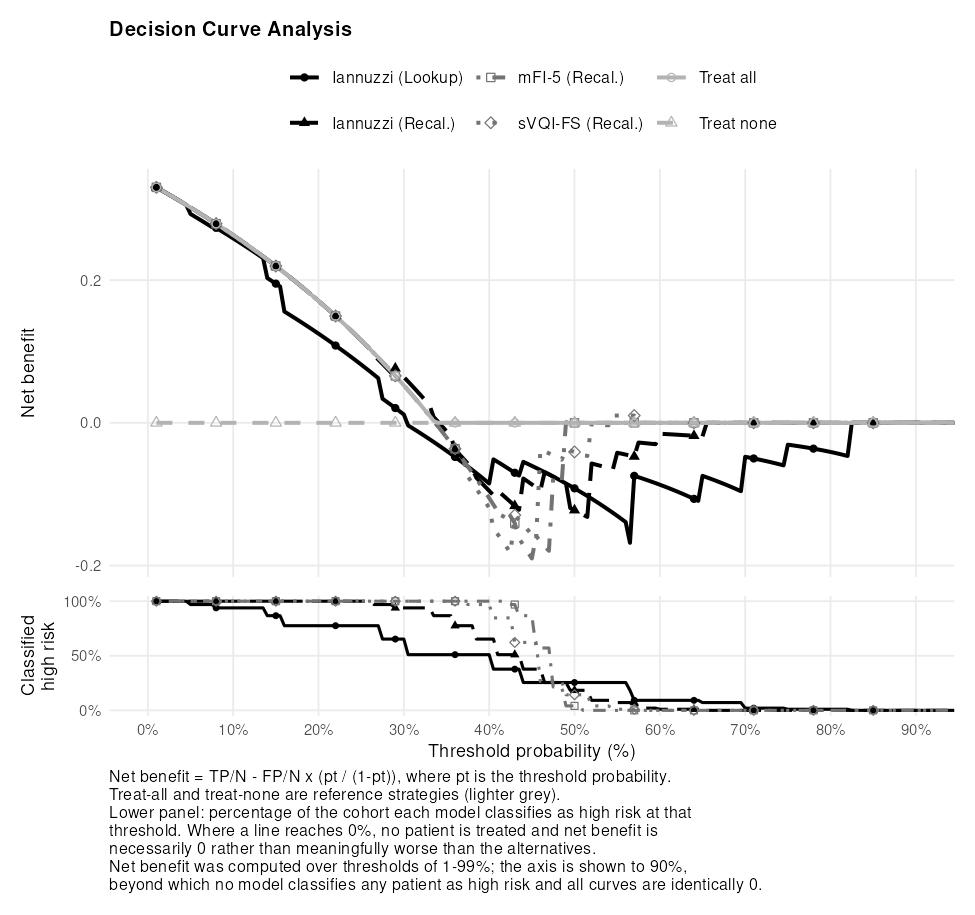 Decision Curve Analysis
Iannuzzi (Lookup)
mFI-5 (Recal.)
Treat all
Iannuzzi (Recal.)
sVQI-FS (Recal.)
Treat none
Net benefit
0.2
0.0
-0.2
Classified
high risk
100%
50%
0%
0%
10%
20%
30%
40%
50%
60%
70%
80%
90%
Threshold probability (%)
Net benefit = TP/N - FP/N x (pt / (1-pt)), where pt is the threshold probability.
Treat-all and treat-none are reference strategies (lighter grey).
Lower panel: percentage of the cohort each model classifies as high risk at that
threshold. Where a line reaches 0%, no patient is treated and net benefit is
necessarily 0 rather than meaningfully worse than the alternatives.
Net benefit was computed over thresholds of 1-99%; the axis is shown to 90%,
beyond which no model classifies any patient as high risk and all curves are identically 0.